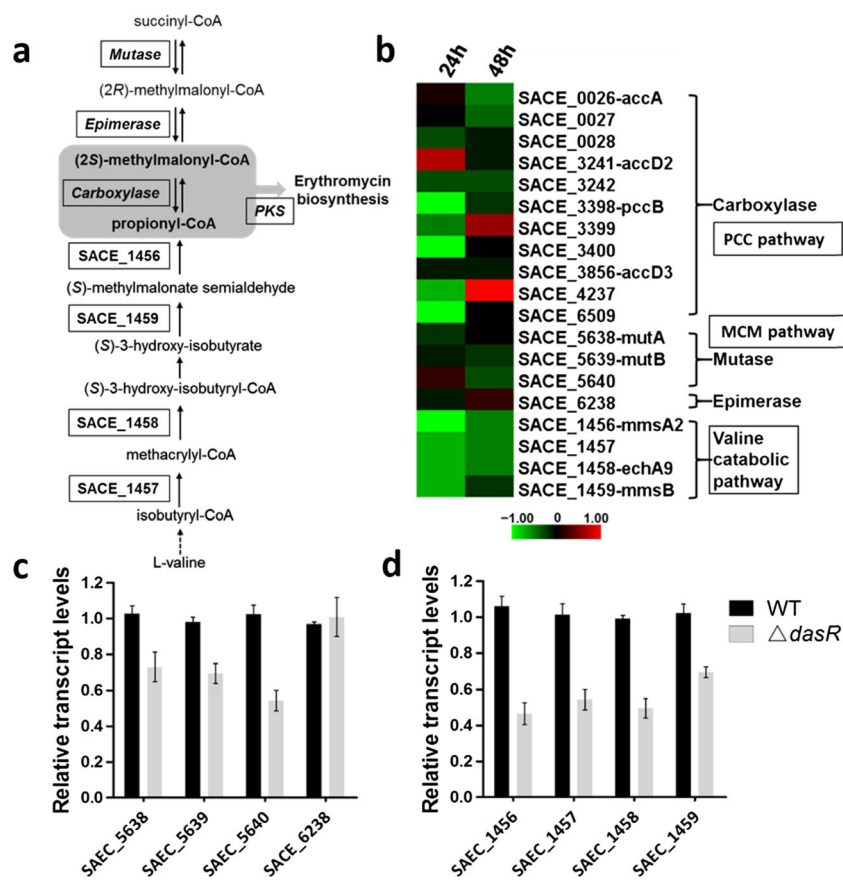 a
succinyl-CoA
Mutase
(2R)-methylmalonyl-CoA
Epimerase
(2S)-methylmalonyl-CoA
Carboxylase
propionyl-CoA
Erythromycin
biosynthesis
PKS
SACE_1456
(S)-methylmalonate semialdehyde
SACE_1459
(S)-3-hydroxy-isobutyrate
(S)-3-hydroxy-isobutyryl-CoA
SACE_1458
methacrylyl-CoA
SACE_1457
isobutyryl-CoA
L-valine
b
24h
48h
SACE_0026-accA
SACE_0027
SACE_0028
SACE_3241-accD2
SACE_3242
SACE_3398-pccB
SACE_3399
SACE_3400
SACE_3856-accD3
SACE_4237
SACE_6509
SACE_5638-mutA
SACE_5639-mutB
SACE_5640
SACE_6238
SACE_1456-mmsA2
SACE_1457
SACE_1458-echA9
SACE_1459-mmsB
Carboxylase
PCC pathway
MCM pathway
Mutase
Epimerase
Valine
catabolic
pathway
−1.00 0 1.00
c
Relative transcript levels
1.2
1.0
0.8
0.6
0.4
0.2
0.0
SAEC_5638
SAEC_5639
SAEC_5640
SACE_6238
d
Relative transcript levels
1.2
1.0
0.8
0.6
0.4
0.2
0.0
SAEC_1456
SAEC_1457
SAEC_1458
SAEC_1459
WT
△dasR